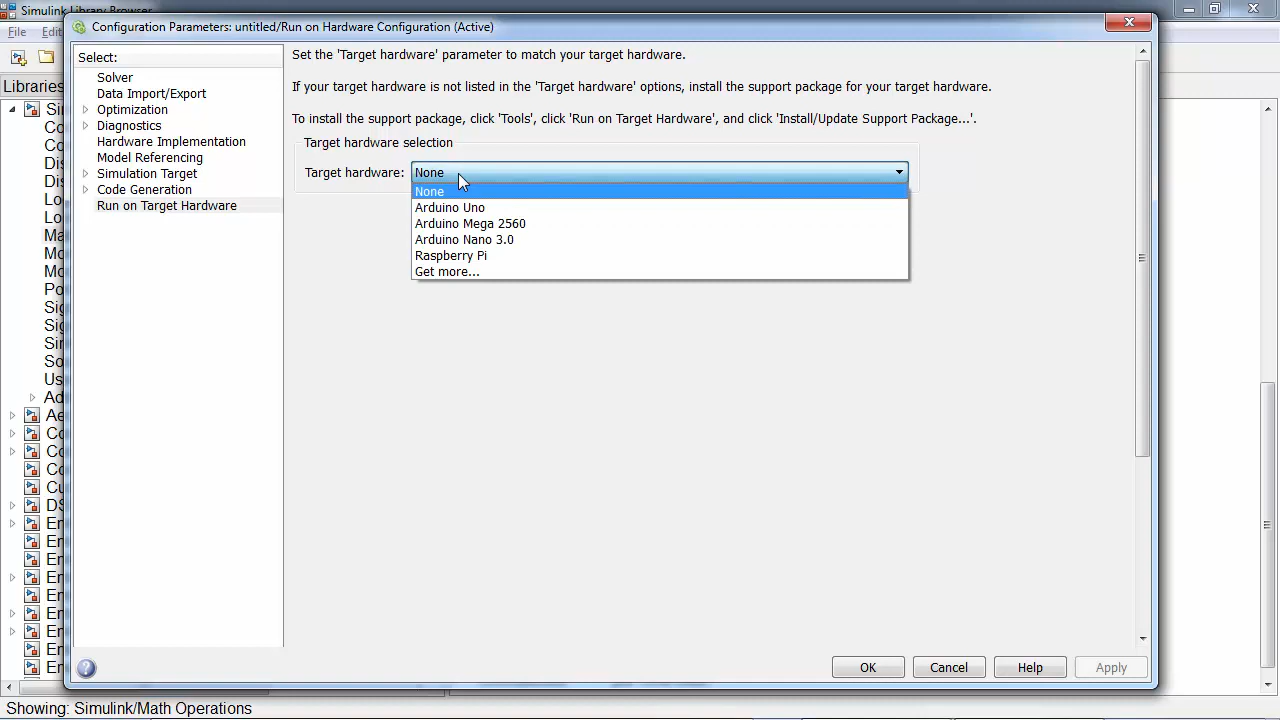 Simulink Library Browser
Configuration Parameters: untitled/Run on Hardware Configuration (Active)
File Edit
Libraries
Select:
Solver
Data Import/Export
Optimization
Diagnostics
Hardware Implementation
Model Referencing
Simulation Target
Code Generation
Run on Target Hardware
Set the 'Target hardware' parameter to match your target hardware.
If your target hardware is not listed in the 'Target hardware' options, install the support package for your target hardware.
To install the support package, click 'Tools', click 'Run on Target Hardware', and click 'Install/Update Support Package...'.
Target hardware selection
Target hardware: None
None
Arduino Uno
Arduino Mega 2560
Arduino Nano 3.0
Raspberry Pi
Get more...
OK Cancel Help Apply
Showing: Simulink/Math Operations